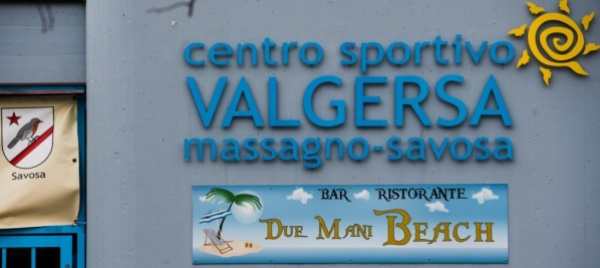 centro sportivo
VALGERSA
massagno-savosa
Savosa
BAR RISTORANTE
DUE MANI BEACH